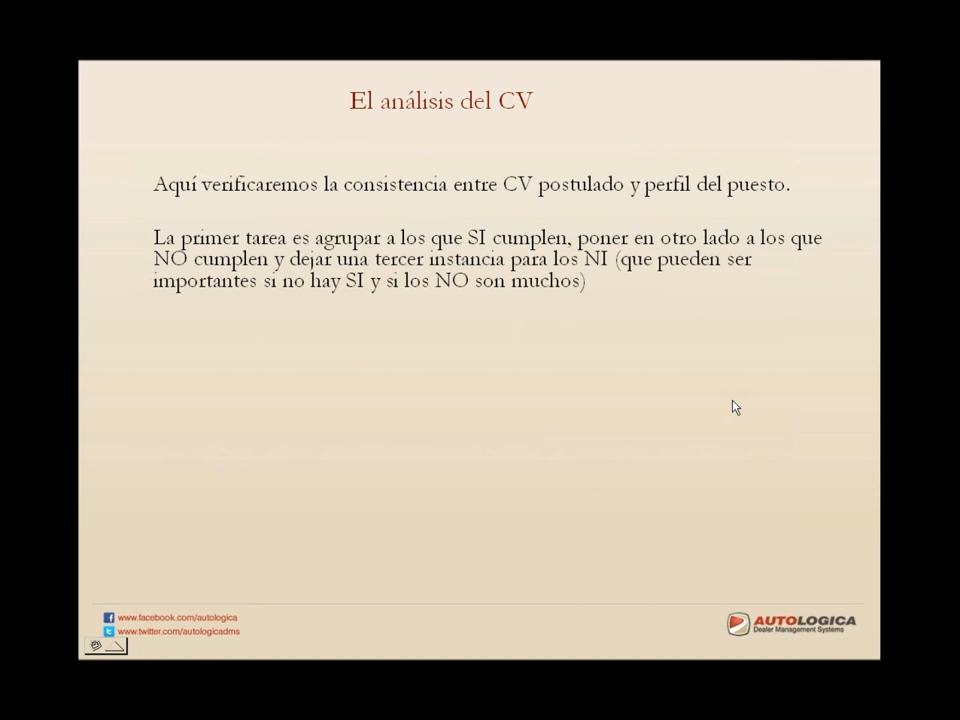 El análisis del CV
Aquí verificaremos la consistencia entre CV postulado y perfil del puesto.
La primer tarea es agrupar a los que SI cumplen, poner en otro lado a los que
NO cumplen y dejar una tercer instancia para los NI (que pueden ser
importantes si no hay SI y si los NO son muchos)
www.facebook.com/autologica
www.twitter.com/autologicadms
AUTOLOGICA
Dealer Management Systems